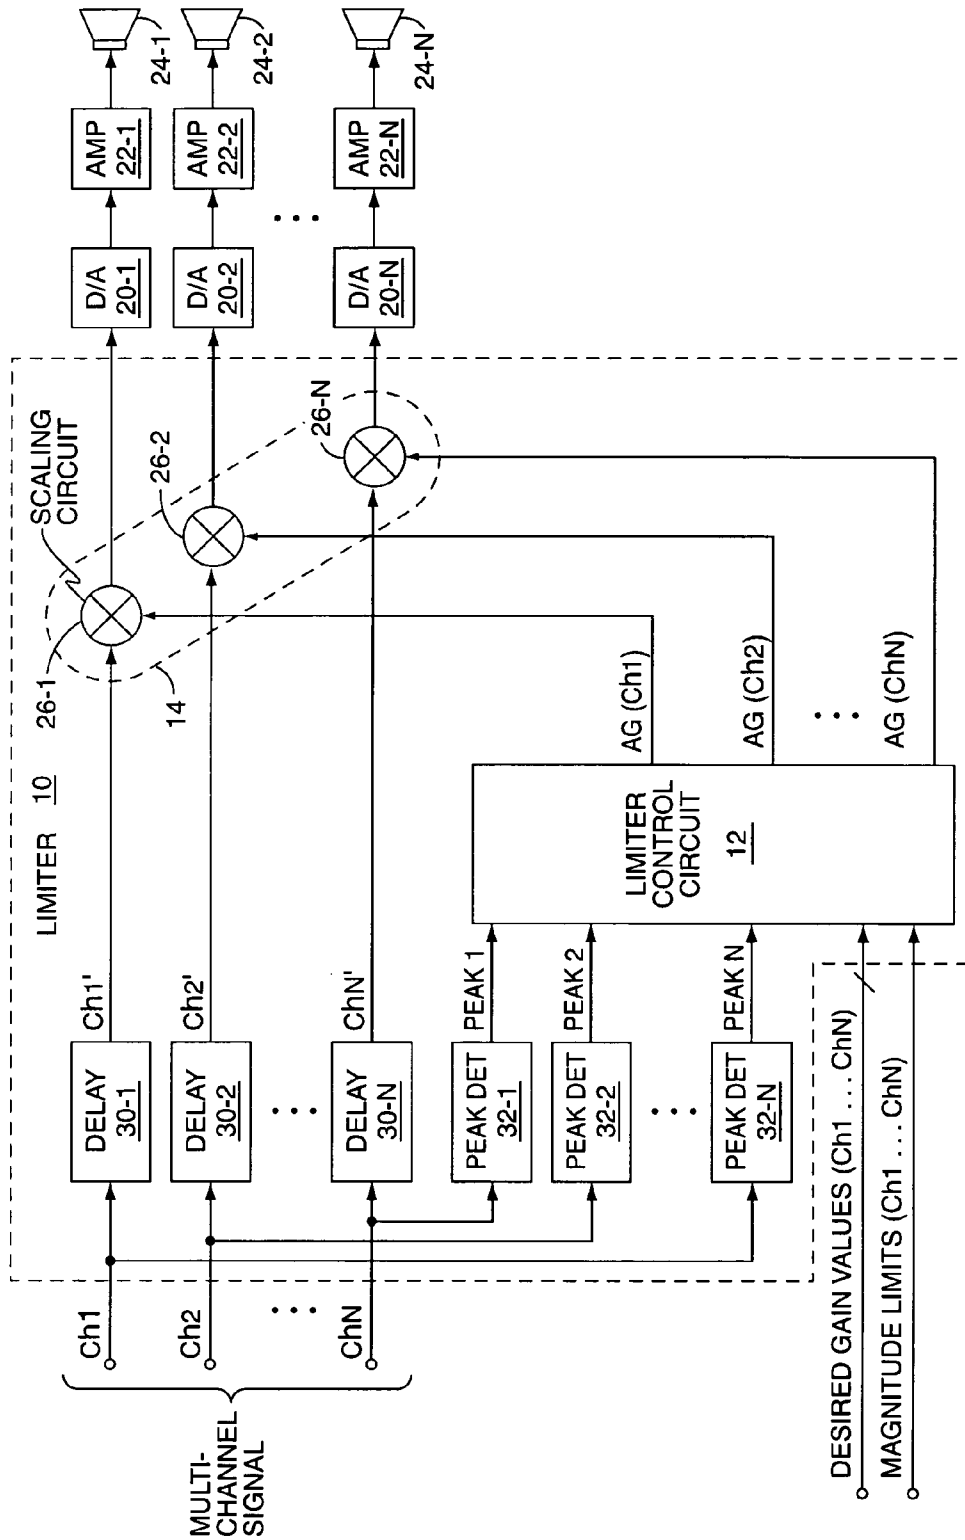 MULTI-
CHANNEL
SIGNAL
Ch1
Ch2
• • •
ChN
LIMITER 10
DELAY
30-1
DELAY
30-2
• • •
DELAY
30-N
Ch1'
Ch2'
ChN'
PEAK DET
32-1
PEAK DET
32-2
• • •
PEAK DET
32-N
PEAK 1
PEAK 2
PEAK N
DESIRED GAIN VALUES (Ch1 . . . ChN)
MAGNITUDE LIMITS (Ch1 . . . ChN)
LIMITER
CONTROL
CIRCUIT
12
AG (Ch1)
AG (Ch2)
• • •
AG (ChN)
14
26-1
SCALING
CIRCUIT
26-2
26-N
D/A
20-1
D/A
20-2
D/A
20-N
• • •
AMP
22-1
AMP
22-2
AMP
22-N
24-1
24-2
24-N